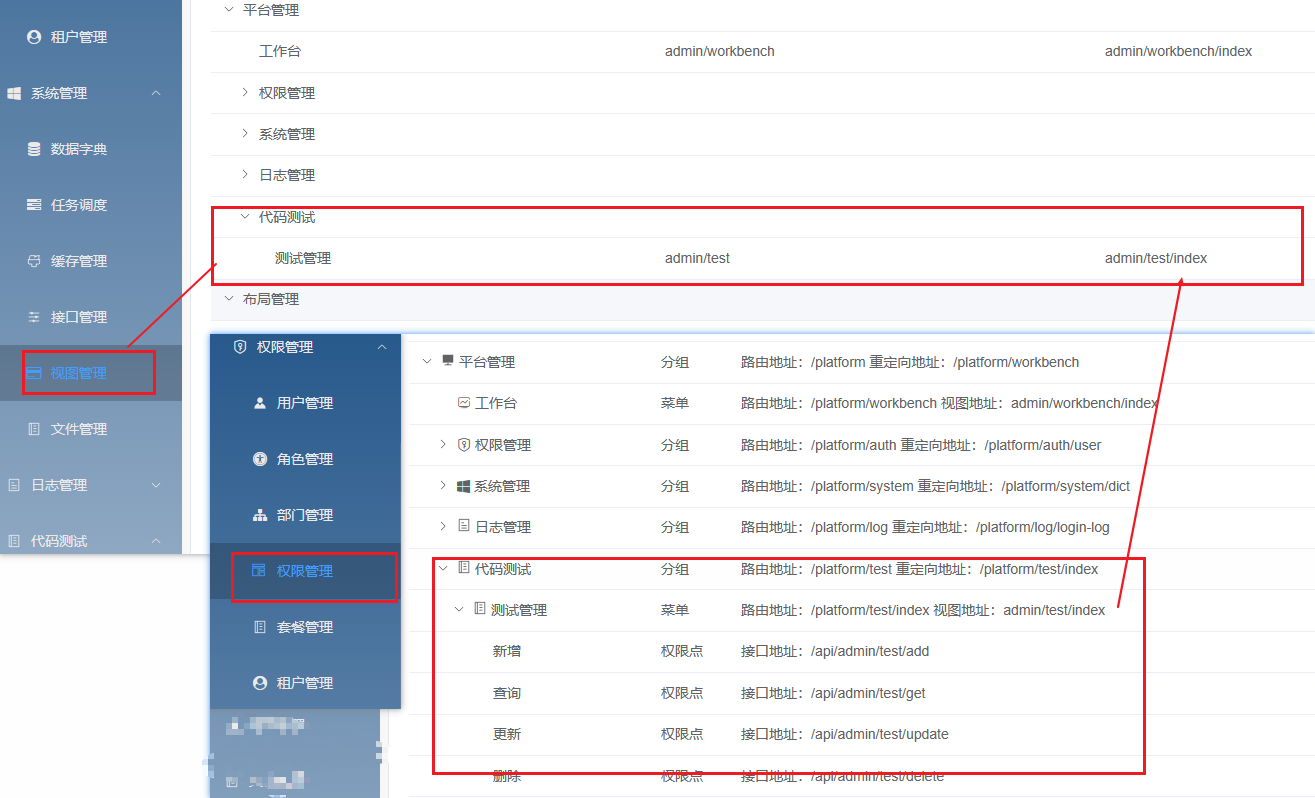 租户管理
系统管理
数据字典
任务调度
缓存管理
接口管理
视图管理
文件管理
日志管理
代码测试
平台管理
工作台 admin/workbench admin/workbench/index
权限管理
系统管理
日志管理
代码测试
测试管理 admin/test admin/test/index
布局管理
权限管理
用户管理
角色管理
部门管理
权限管理
套餐管理
租户管理
平台管理 分组 路由地址：/platform 重定向地址：/platform/workbench
工作台 菜单 路由地址：/platform/workbench 视图地址：admin/workbench/index
权限管理 分组 路由地址：/platform/auth 重定向地址：/platform/auth/user
系统管理 分组 路由地址：/platform/system 重定向地址：/platform/system/dict
日志管理 分组 路由地址：/platform/log 重定向地址：/platform/log/login-log
代码测试 分组 路由地址：/platform/test 重定向地址：/platform/test/index
测试管理 菜单 路由地址：/platform/test/index 视图地址：admin/test/index
新增 权限点 接口地址：/api/admin/test/add
查询 权限点 接口地址：/api/admin/test/get
更新 权限点 接口地址：/api/admin/test/update
删除 权限点 接口地址：/api/admin/test/delete